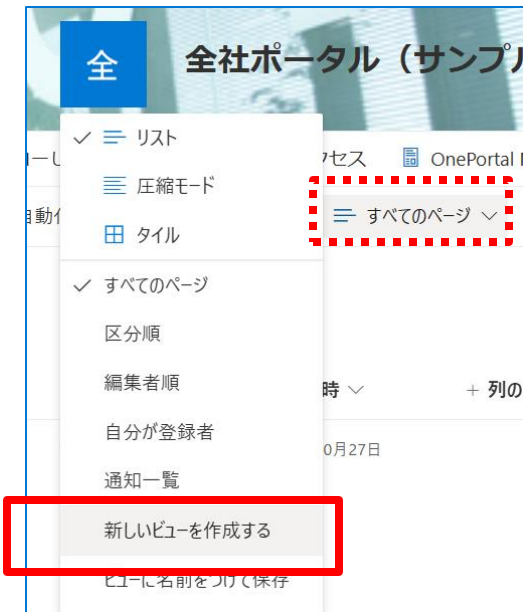 全
全社ポータル（サンプル
リスト
クセス
OnePortal
圧縮モード
自動
すべてのページ
タイル
すべてのページ
区分順
編集者順
時
+ 列の
自分が登録者
0月27日
通知一覧
新しいビューを作成する
ビューに名前をつけて保存